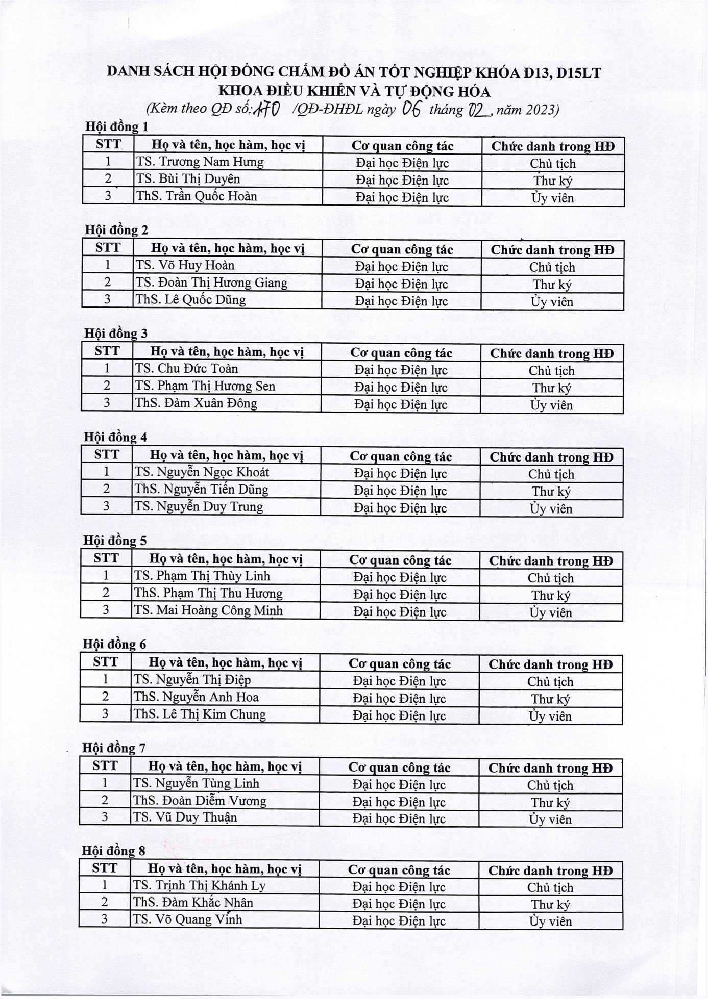 DANH SÁCH HỘI ĐỒNG CHẤM ĐỒ ÁN TỐT NGHIỆP KHÓA Đ13, D15LT
KHOA ĐIỀU KHIỂN VÀ TỰ ĐỘNG HÓA
(Kèm theo QĐ số: 170 /QĐ-ĐHĐL ngày 06 tháng 02 năm 2023)
Hội đồng 1
STT Họ và tên, học hàm, học vị Cơ quan công tác Chức danh trong HĐ
1 TS. Trương Nam Hưng Đại học Điện lực Chủ tịch
2 TS. Bùi Thị Duyên Đại học Điện lực Thư ký
3 ThS. Trần Quốc Hoàn Đại học Điện lực Ủy viên
Hội đồng 2
STT Họ và tên, học hàm, học vị Cơ quan công tác Chức danh trong HĐ
1 TS. Võ Huy Hoàn Đại học Điện lực Chủ tịch
2 TS. Đoàn Thị Hương Giang Đại học Điện lực Thư ký
3 ThS. Lê Quốc Dũng Đại học Điện lực Ủy viên
Hội đồng 3
STT Họ và tên, học hàm, học vị Cơ quan công tác Chức danh trong HĐ
1 TS. Chu Đức Toàn Đại học Điện lực Chủ tịch
2 TS. Phạm Thị Hương Sen Đại học Điện lực Thư ký
3 ThS. Đàm Xuân Đông Đại học Điện lực Ủy viên
Hội đồng 4
STT Họ và tên, học hàm, học vị Cơ quan công tác Chức danh trong HĐ
1 TS. Nguyễn Ngọc Khoát Đại học Điện lực Chủ tịch
2 ThS. Nguyễn Tiến Dũng Đại học Điện lực Thư ký
3 TS. Nguyễn Duy Trung Đại học Điện lực Ủy viên
Hội đồng 5
STT Họ và tên, học hàm, học vị Cơ quan công tác Chức danh trong HĐ
1 TS. Phạm Thị Thùy Linh Đại học Điện lực Chủ tịch
2 ThS. Phạm Thị Thu Hương Đại học Điện lực Thư ký
3 TS. Mai Hoàng Công Minh Đại học Điện lực Ủy viên
Hội đồng 6
STT Họ và tên, học hàm, học vị Cơ quan công tác Chức danh trong HĐ
1 TS. Nguyễn Thị Điệp Đại học Điện lực Chủ tịch
2 ThS. Nguyễn Anh Hoa Đại học Điện lực Thư ký
3 ThS. Lê Thị Kim Chung Đại học Điện lực Ủy viên
Hội đồng 7
STT Họ và tên, học hàm, học vị Cơ quan công tác Chức danh trong HĐ
1 TS. Nguyễn Tùng Linh Đại học Điện lực Chủ tịch
2 ThS. Đoàn Diễm Vương Đại học Điện lực Thư ký
3 TS. Vũ Duy Thuận Đại học Điện lực Ủy viên
Hội đồng 8
STT Họ và tên, học hàm, học vị Cơ quan công tác Chức danh trong HĐ
1 TS. Trịnh Thị Khánh Ly Đại học Điện lực Chủ tịch
2 ThS. Đàm Khắc Nhân Đại học Điện lực Thư ký
3 TS. Võ Quang Vinh Đại học Điện lực Ủy viên